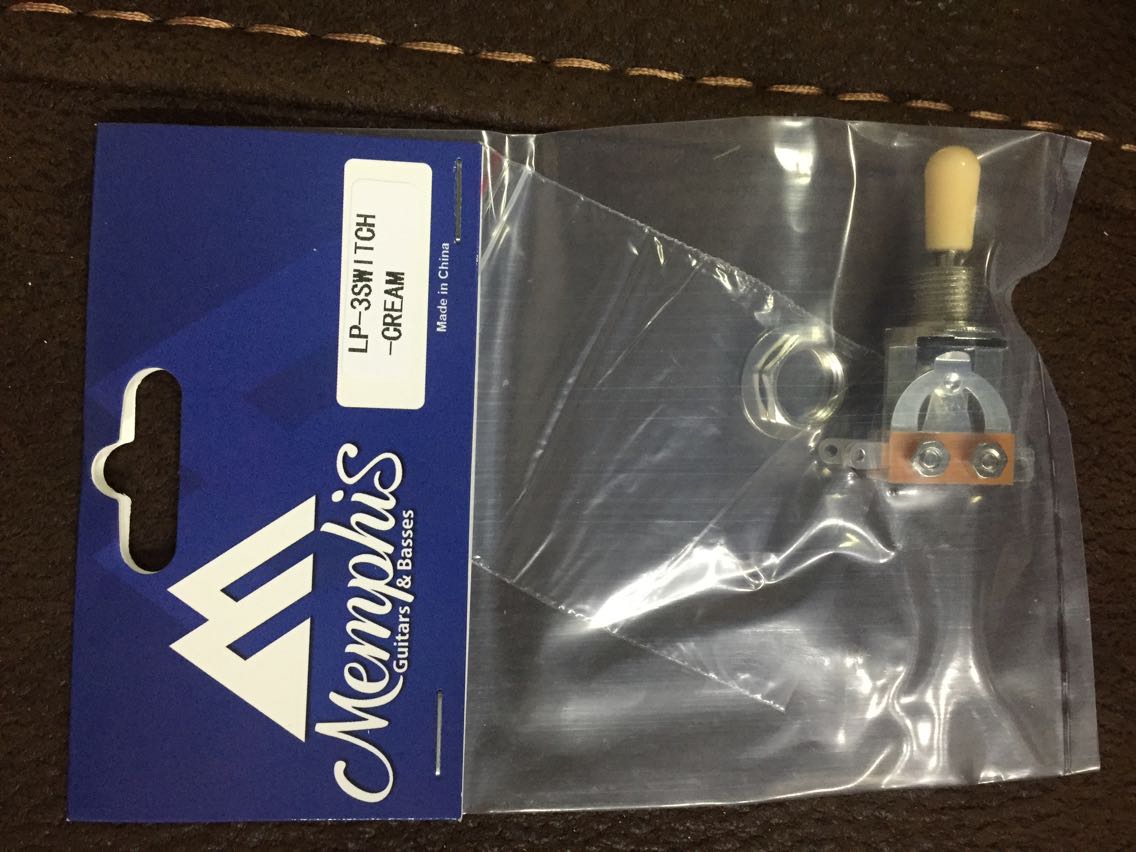 LP-3SWITCH
-CREAM
Made in China
Memphis
Guitars & Basses